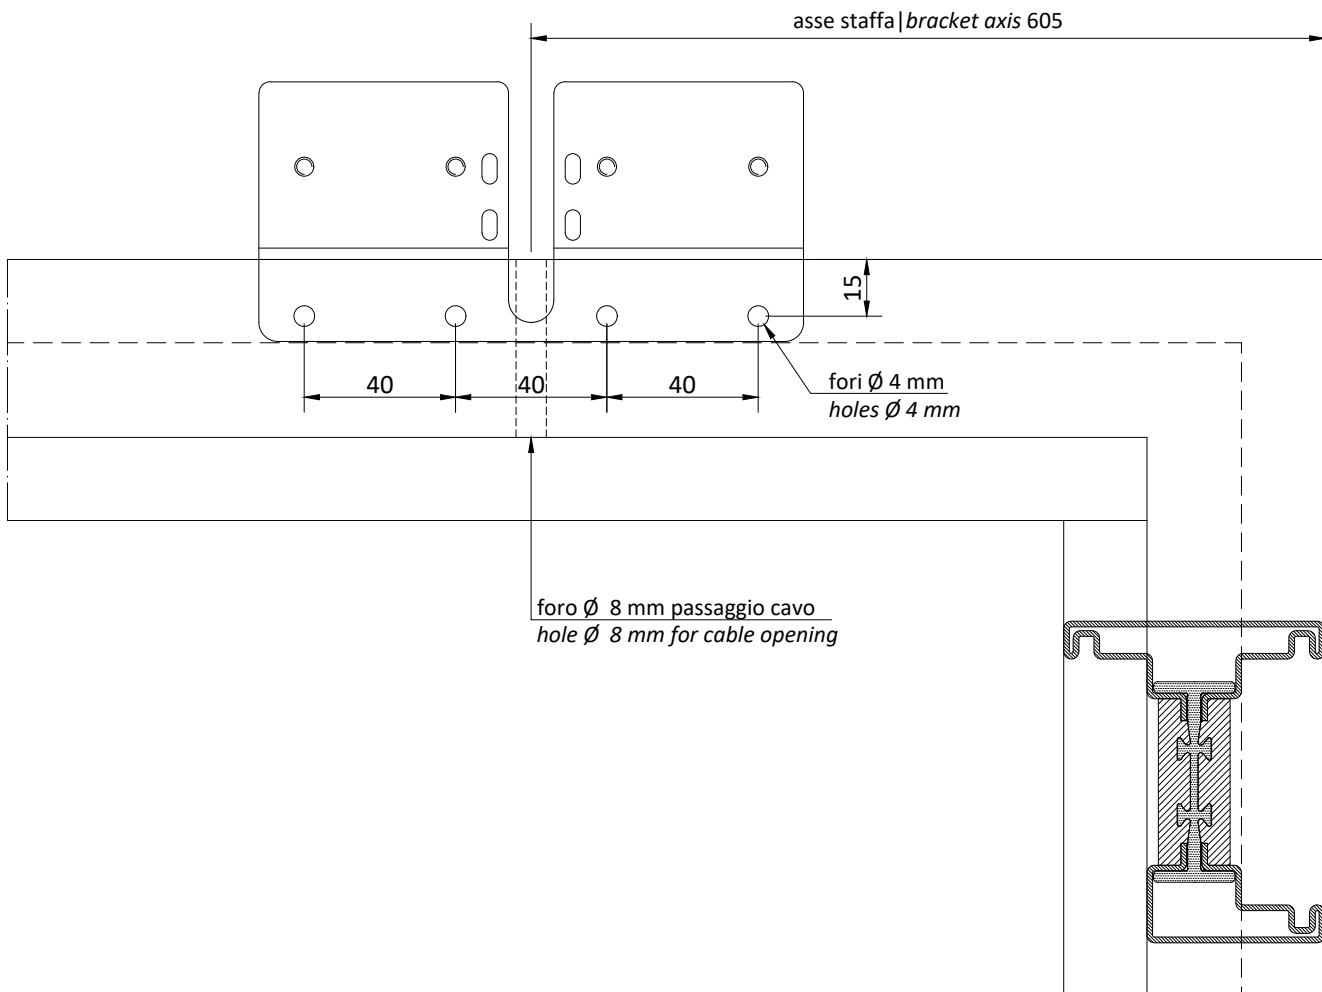 asse staffa|bracket axis 605
15
40 40 40
fori Ø 4 mm
holes Ø 4 mm
foro Ø 8 mm passaggio cavo
hole Ø 8 mm for cable opening